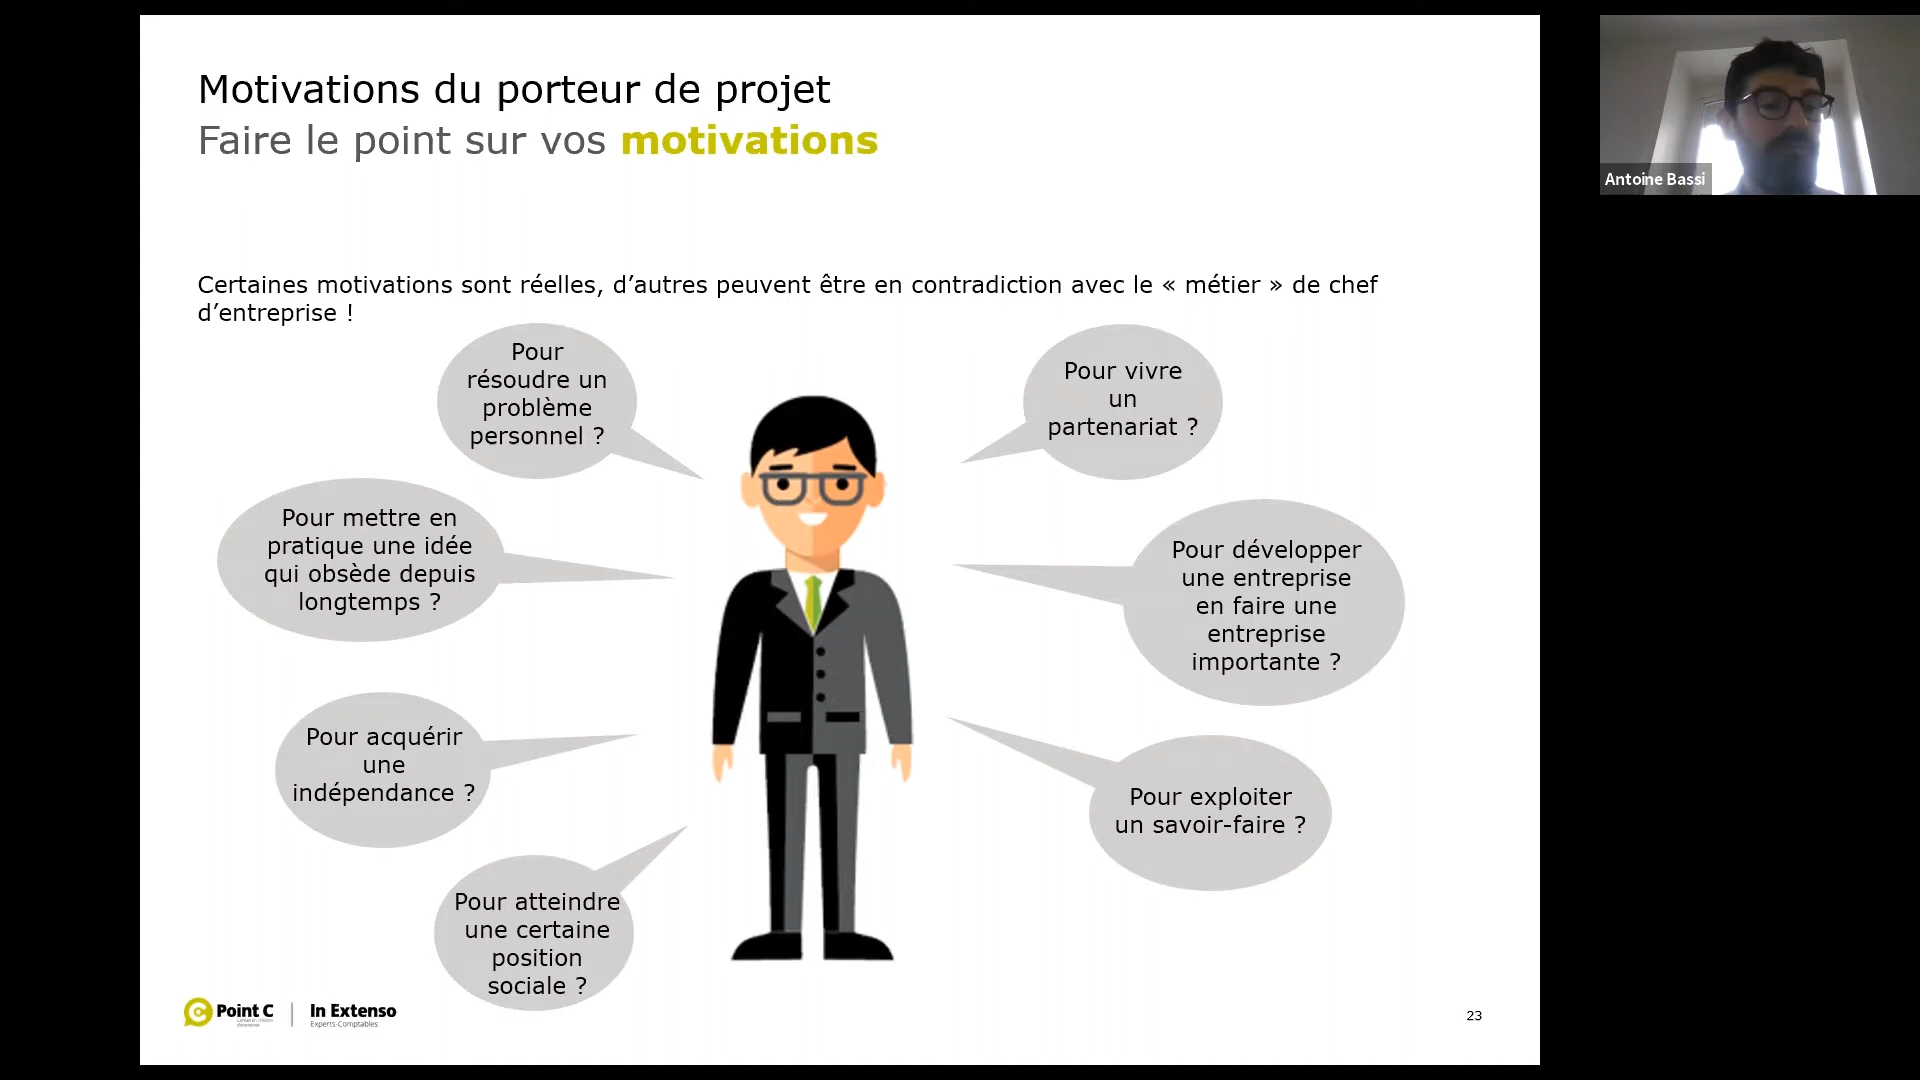 Motivations du porteur de projet
Faire le point sur vos motivations
Certaines motivations sont réelles, d’autres peuvent être en contradiction avec le « métier » de chef
d’entreprise !
Pour
résoudre un
problème
personnel ?
Pour vivre
un
partenariat ?
Pour mettre en
pratique une idée
qui obsède depuis
longtemps ?
Pour développer
une entreprise
en faire une
entreprise
importante ?
Pour acquérir
une
indépendance ?
Pour exploiter
un savoir-faire ?
Pour atteindre
une certaine
position
sociale ?
Point C
In Extenso
Experts-Comptables
23
Antoine Bassi